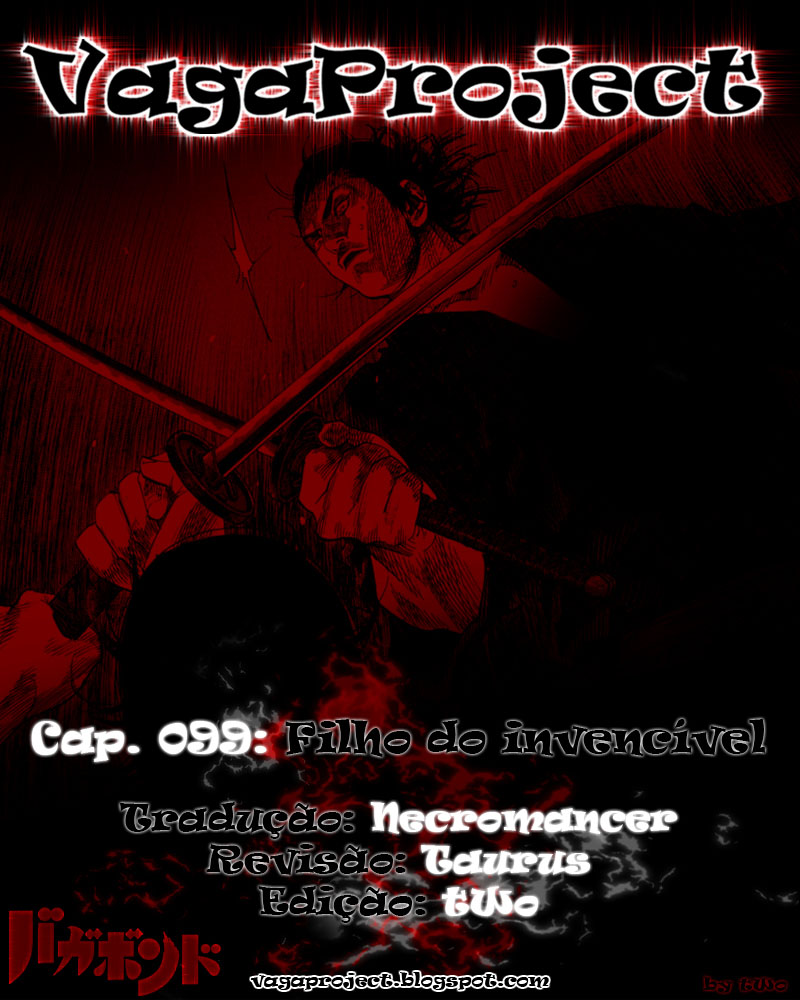 VagaProject
Cap. 099: Filho do invencível
Tradução: Necromancer
Revisão: Taurus
Edição: tWo
バガボンド
vagaproject.blogspot.com
by tWo